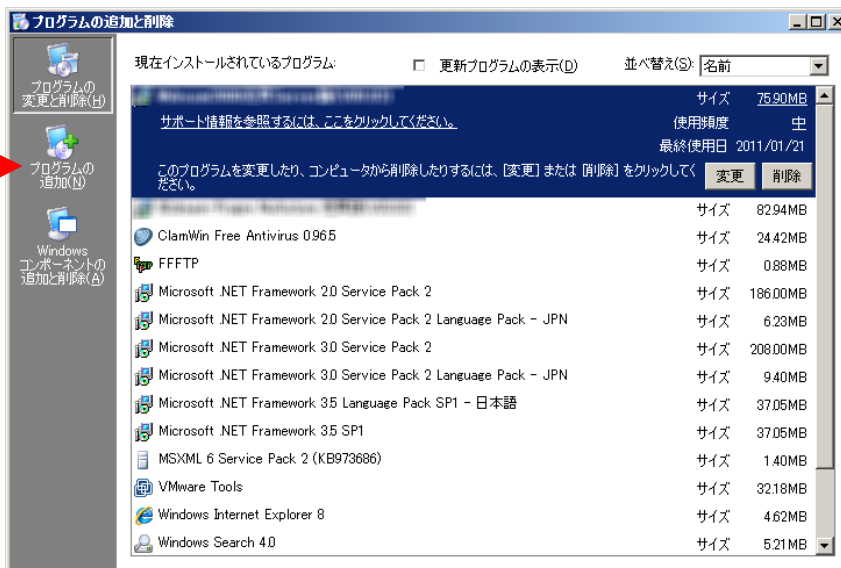 プログラムの追加と削除
プログラムの
変更と削除(H)
プログラムの
追加(N)
Windows
コンポーネントの
追加と削除(A)
現在インストールされているプログラム:
更新プログラムの表示(D)
並べ替え(S): 名前
サイズ 75.90MB
サポート情報を参照するには、ここをクリックしてください。
使用頻度 中
最終使用日 2011/01/21
このプログラムを変更したり、コンピュータから削除したりするには、[変更] または [削除] をクリックしてく
ださい。
変更 削除
サイズ 82.94MB
ClamWin Free Antivirus 0.96.5 サイズ 24.42MB
FFFTP サイズ 0.88MB
Microsoft .NET Framework 2.0 Service Pack 2 サイズ 186.00MB
Microsoft .NET Framework 2.0 Service Pack 2 Language Pack - JPN サイズ 6.23MB
Microsoft .NET Framework 3.0 Service Pack 2 サイズ 208.00MB
Microsoft .NET Framework 3.0 Service Pack 2 Language Pack - JPN サイズ 9.40MB
Microsoft .NET Framework 3.5 Language Pack SP1 - 日本語 サイズ 37.05MB
Microsoft .NET Framework 3.5 SP1 サイズ 37.05MB
MSXML 6 Service Pack 2 (KB973686) サイズ 1.40MB
VMware Tools サイズ 32.18MB
Windows Internet Explorer 8 サイズ 4.62MB
Windows Search 4.0 サイズ 5.21MB